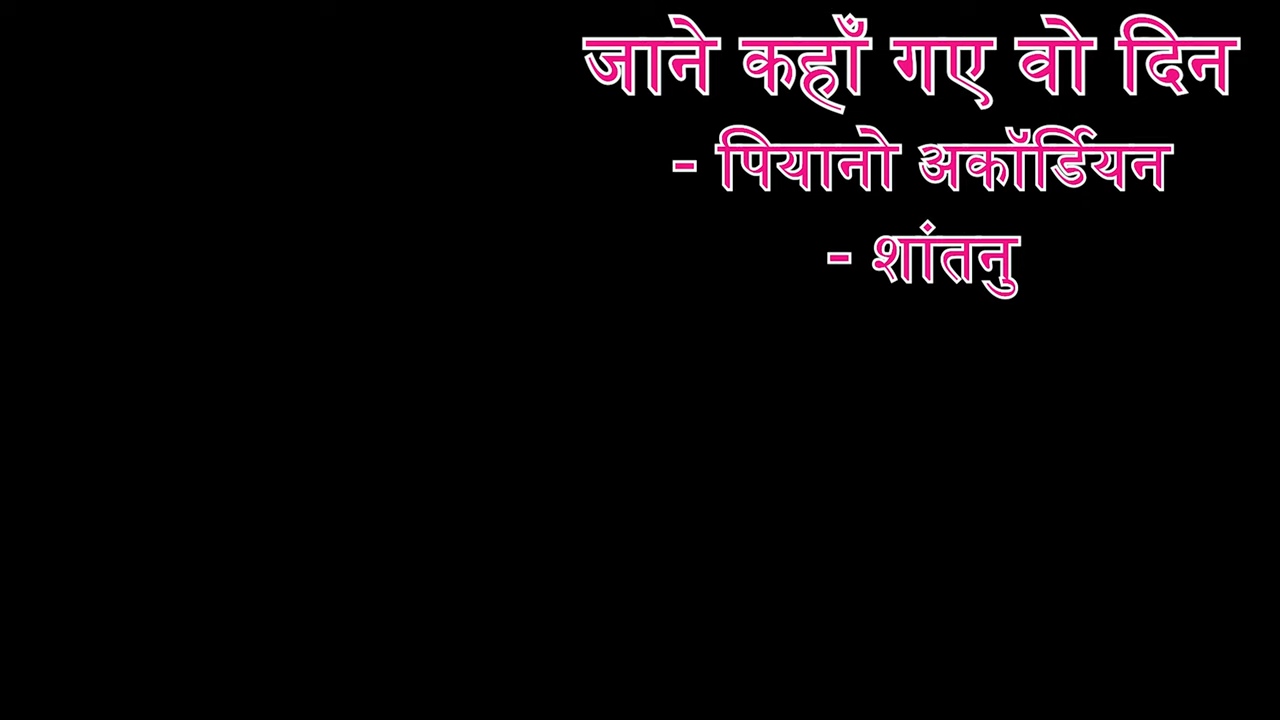 जाने कहाँ गए वो दिन
- पियानो अकॉर्डियन
- शांतनु